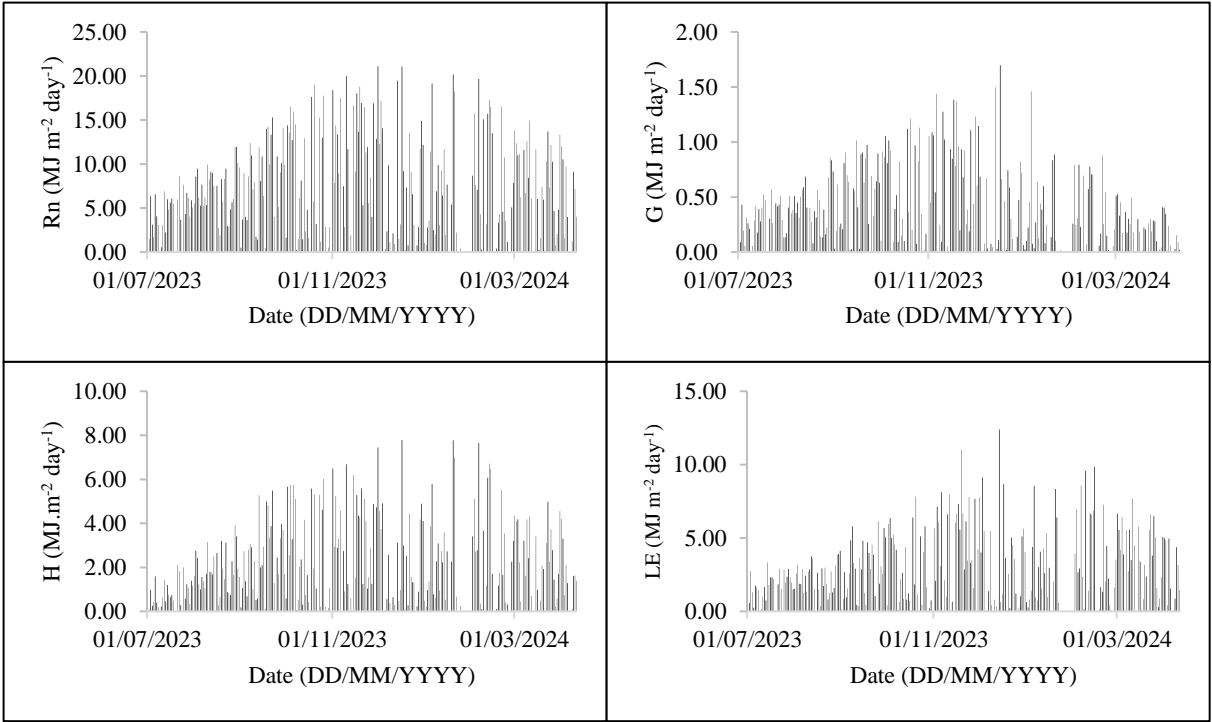 Rn (MJ m⁻² day⁻¹)
25.00
20.00
15.00
10.00
5.00
0.00
01/07/2023 01/11/2023 01/03/2024
Date (DD/MM/YYYY)
G (MJ m⁻² day⁻¹)
2.00
1.50
1.00
0.50
0.00
01/07/2023 01/11/2023 01/03/2024
Date (DD/MM/YYYY)
H (MJ.m⁻² day⁻¹)
10.00
8.00
6.00
4.00
2.00
0.00
01/07/2023 01/11/2023 01/03/2024
Date (DD/MM/YYYY)
LE (MJ m⁻² day⁻¹)
15.00
10.00
5.00
0.00
01/07/2023 01/11/2023 01/03/2024
Date (DD/MM/YYYY)